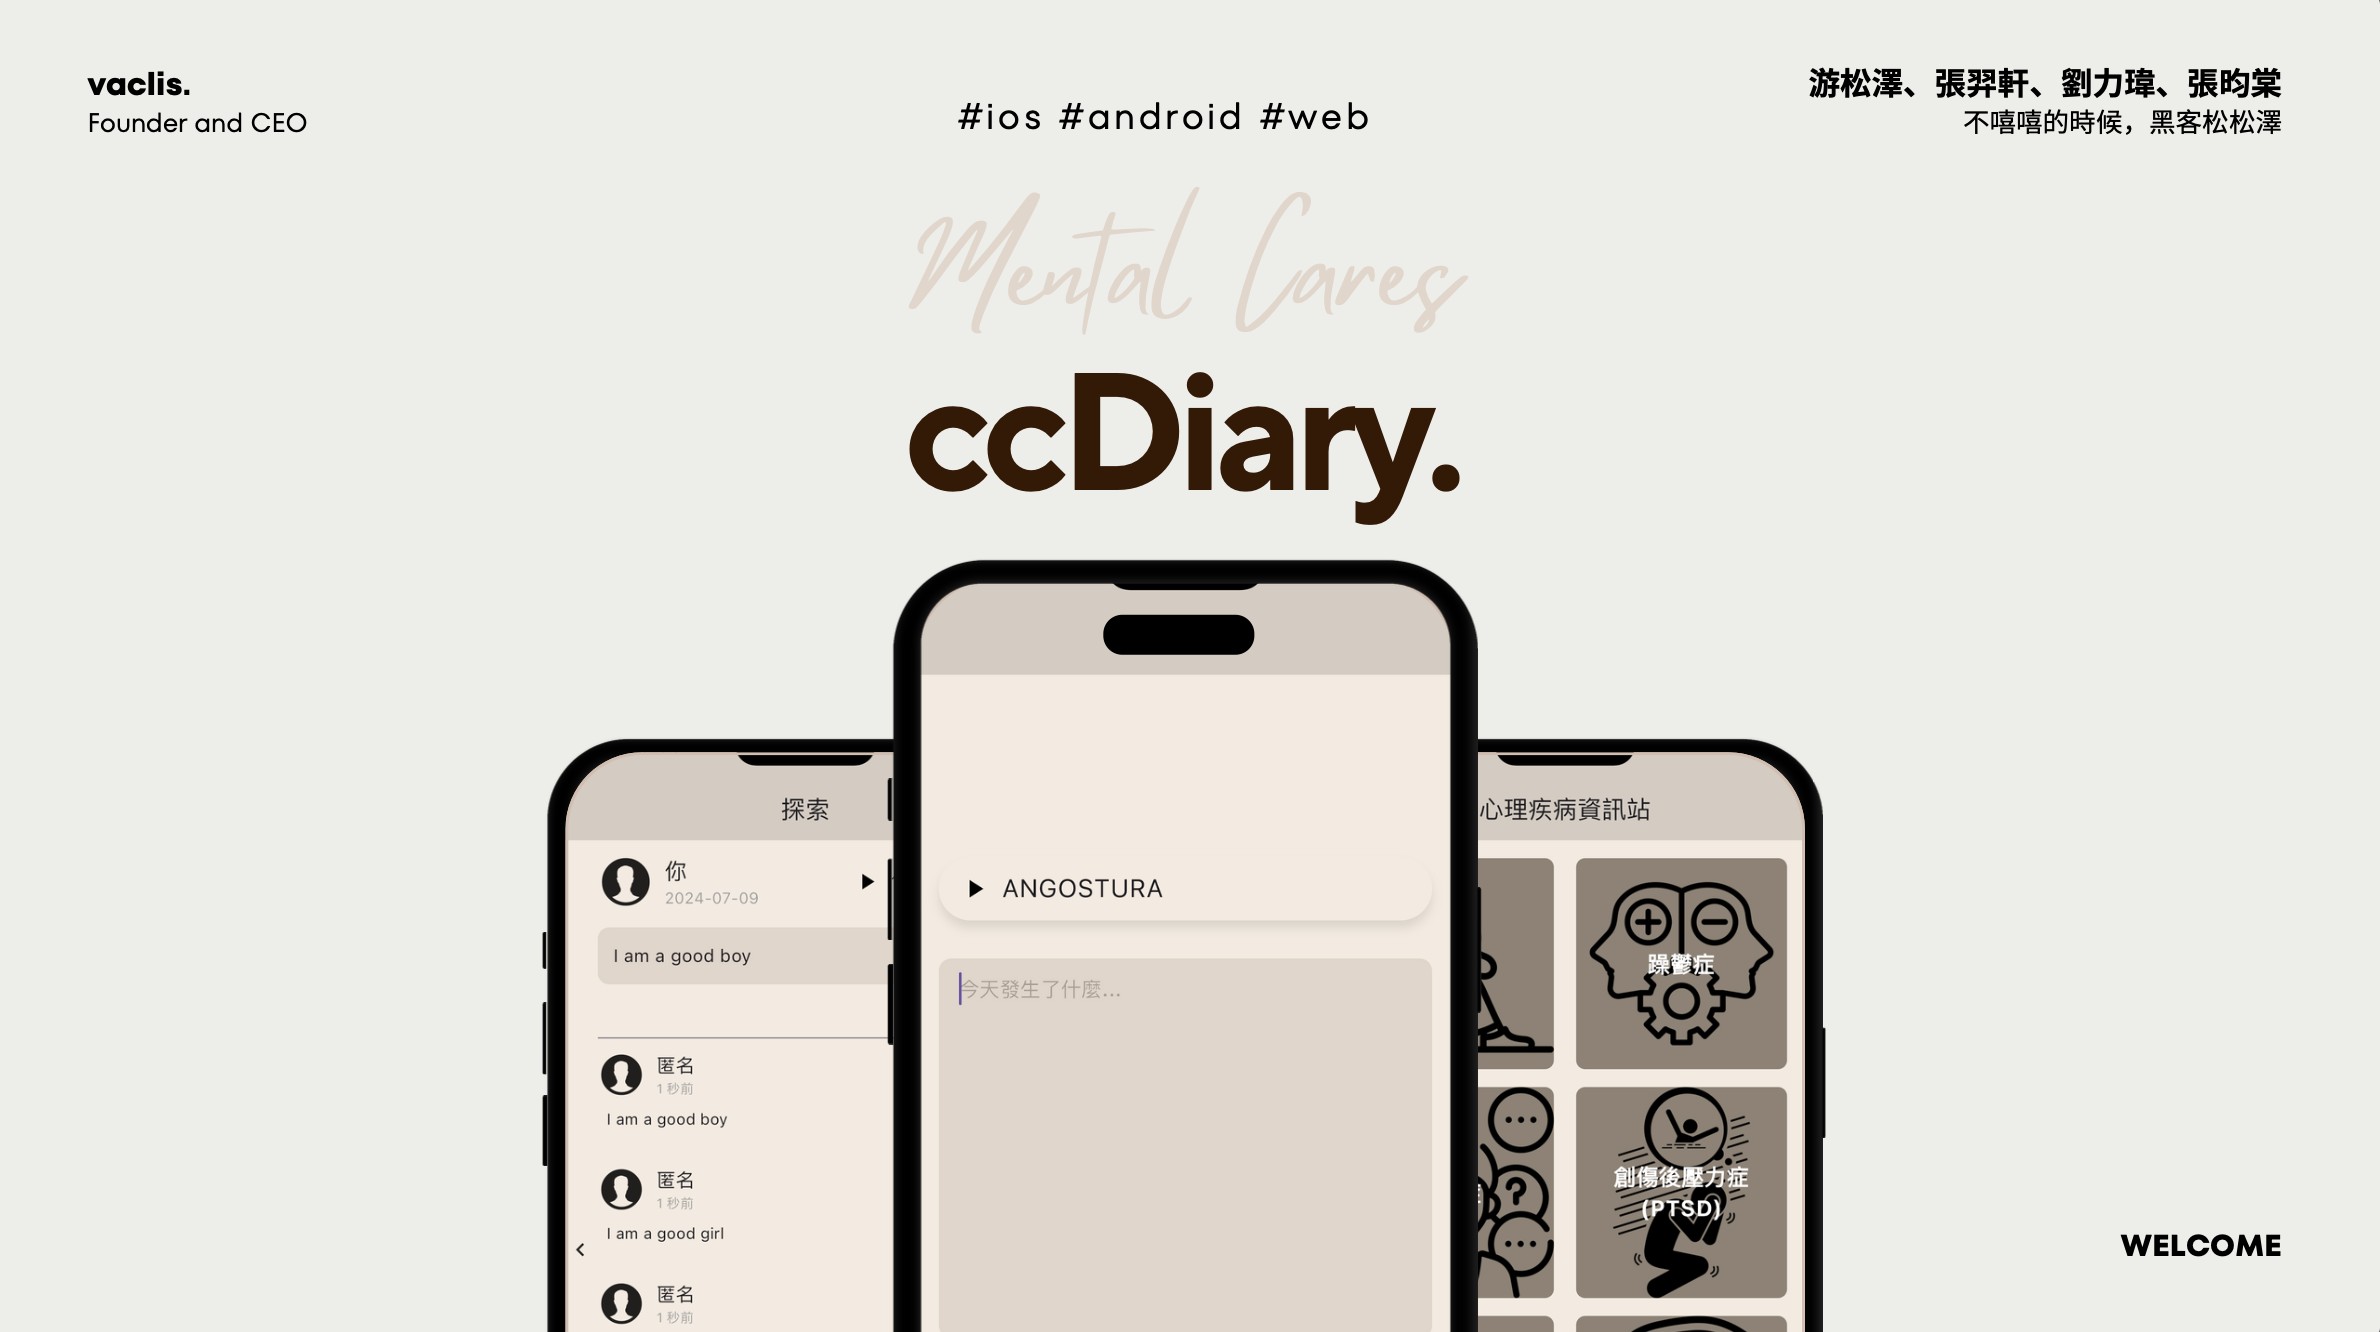 vaclis.
Founder and CEO
#ios #android #web
游松澤、張羿軒、劉力瑋、張昀棠
不嘻嘻的時候，黑客松松澤
Mental Cares
ccDiary.
探索
你
2024-07-09
I am a good boy
匿名
1 秒前
I am a good boy
匿名
1 秒前
I am a good girl
匿名
1 秒前
ANGOSTURA
今天發生了什麼...
心理疾病資訊站
躁鬱症
創傷後壓力症
(PTSD)
WELCOME